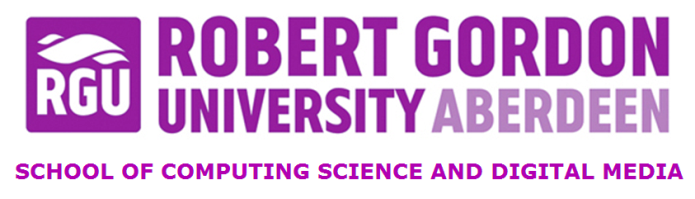 RGU
ROBERT GORDON
UNIVERSITY ABERDEEN
SCHOOL OF COMPUTING SCIENCE AND DIGITAL MEDIA